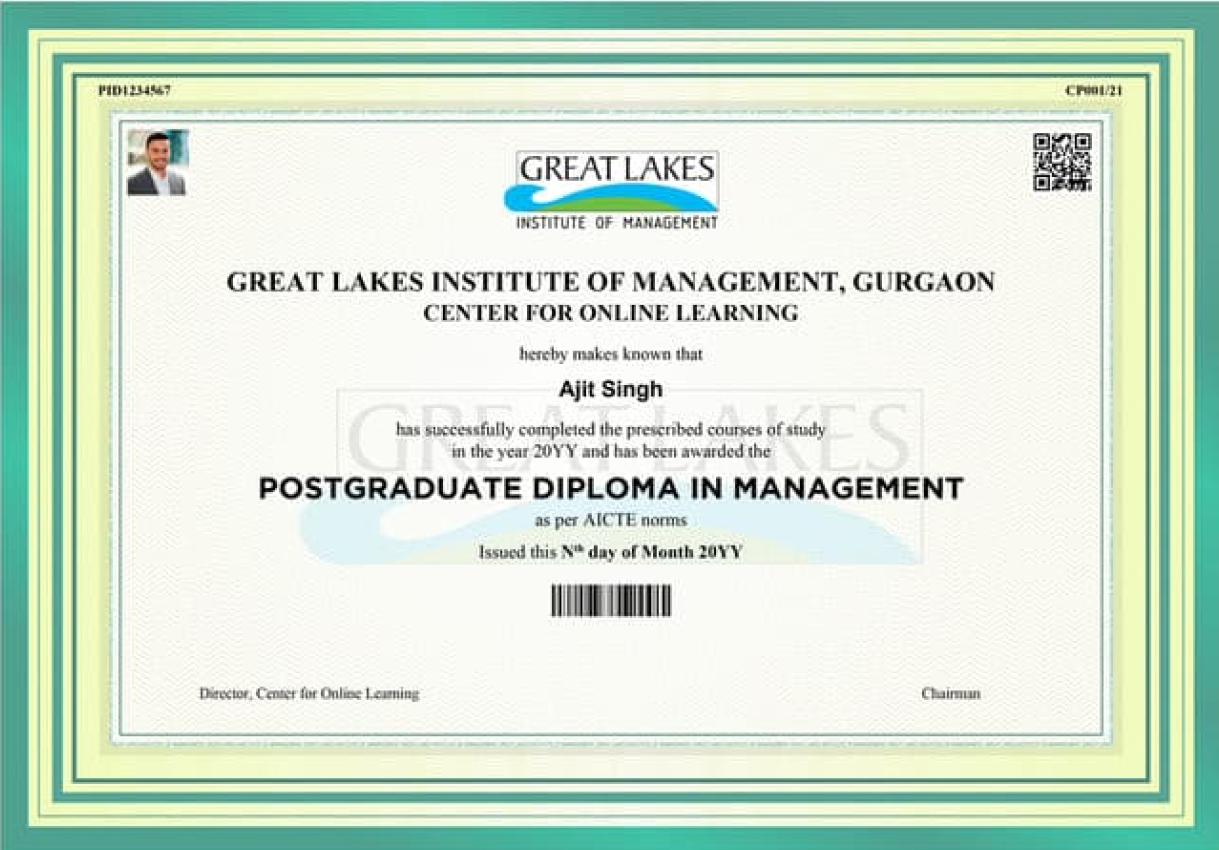 PID1234567
CP001/21
GREAT LAKES
INSTITUTE OF MANAGEMENT
GREAT LAKES INSTITUTE OF MANAGEMENT, GURGAON
CENTER FOR ONLINE LEARNING
hereby makes known that
Ajit Singh
GREAT LAKES
has successfully completed the prescribed courses of study
in the year 20YY and has been awarded the
POSTGRADUATE DIPLOMA IN MANAGEMENT
as per AICTE norms
Issued this Nth day of Month 20YY
Director, Center for Online Learning
Chairman